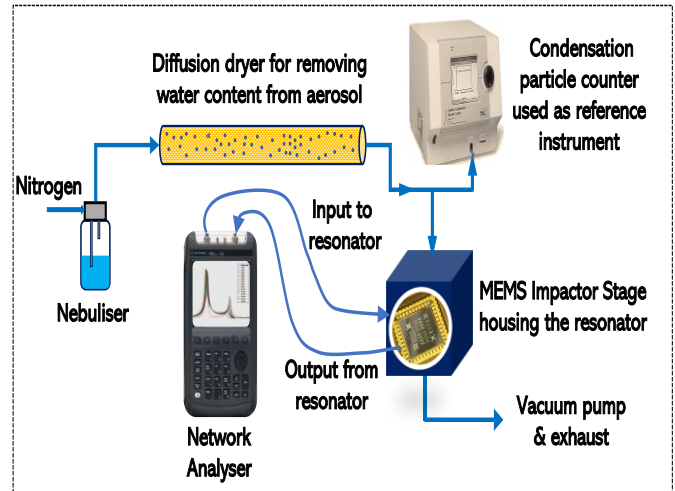 Diffusion dryer for removing
water content from aerosol
Condensation
particle counter
used as reference
instrument
Nitrogen
Nebuliser
Input to
resonator
MEMS Impactor Stage
housing the resonator
Output from
resonator
Network
Analyser
Vacuum pump
& exhaust